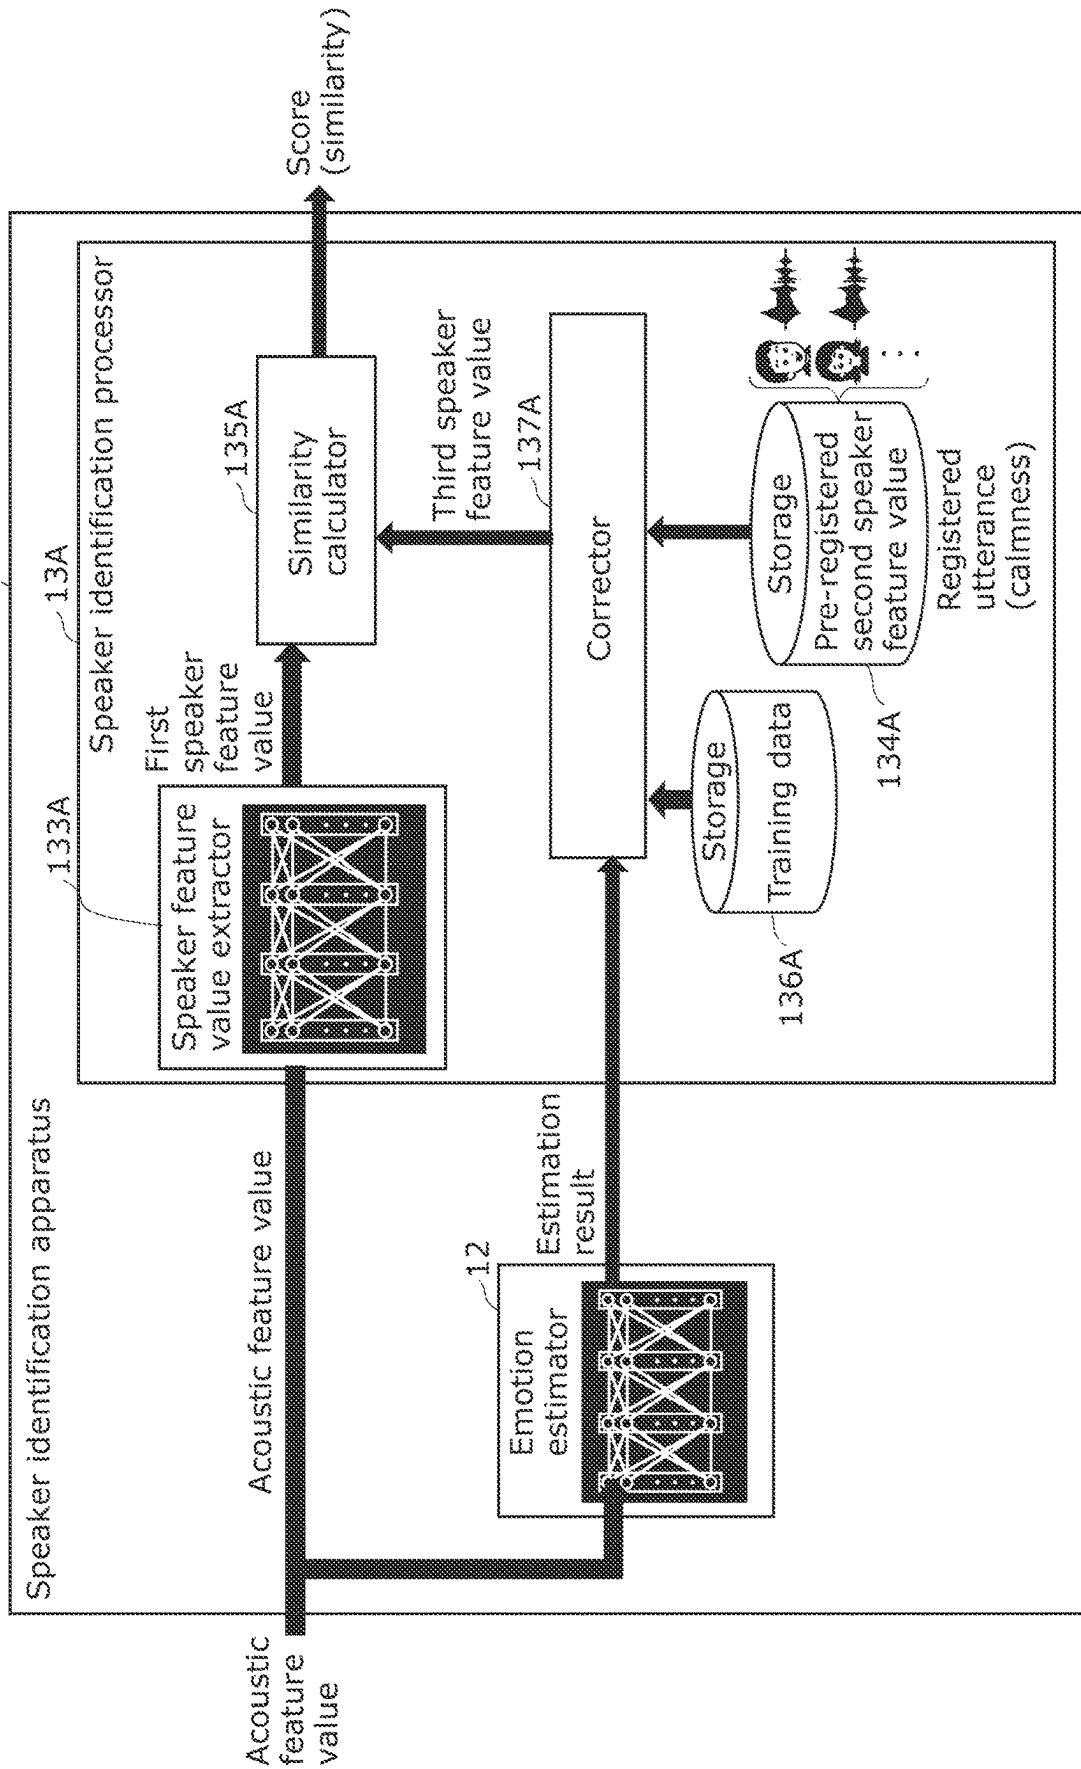 Speaker identification apparatus
13A
Speaker identification processor
133A
Speaker feature
value extractor
First
speaker
feature
value
135A
Similarity
calculator
Score
(similarity)
Acoustic
feature
value
Acoustic feature value
Third speaker
feature value
12
Emotion
estimator
Estimation
result
137A
Corrector
Storage
Training data
136A
Storage
Pre-registered
second speaker
feature value
134A
Registered
utterance
(calmness)